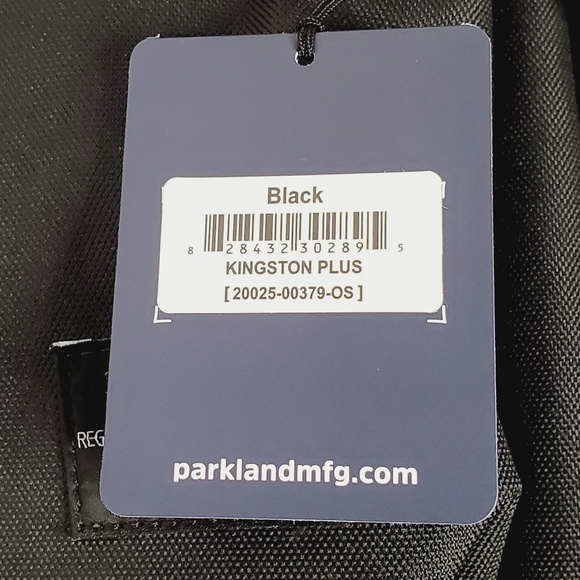 Black
8 28432 30289 5
KINGSTON PLUS
[ 20025-00379-OS ]
REG
parklandmfg.com